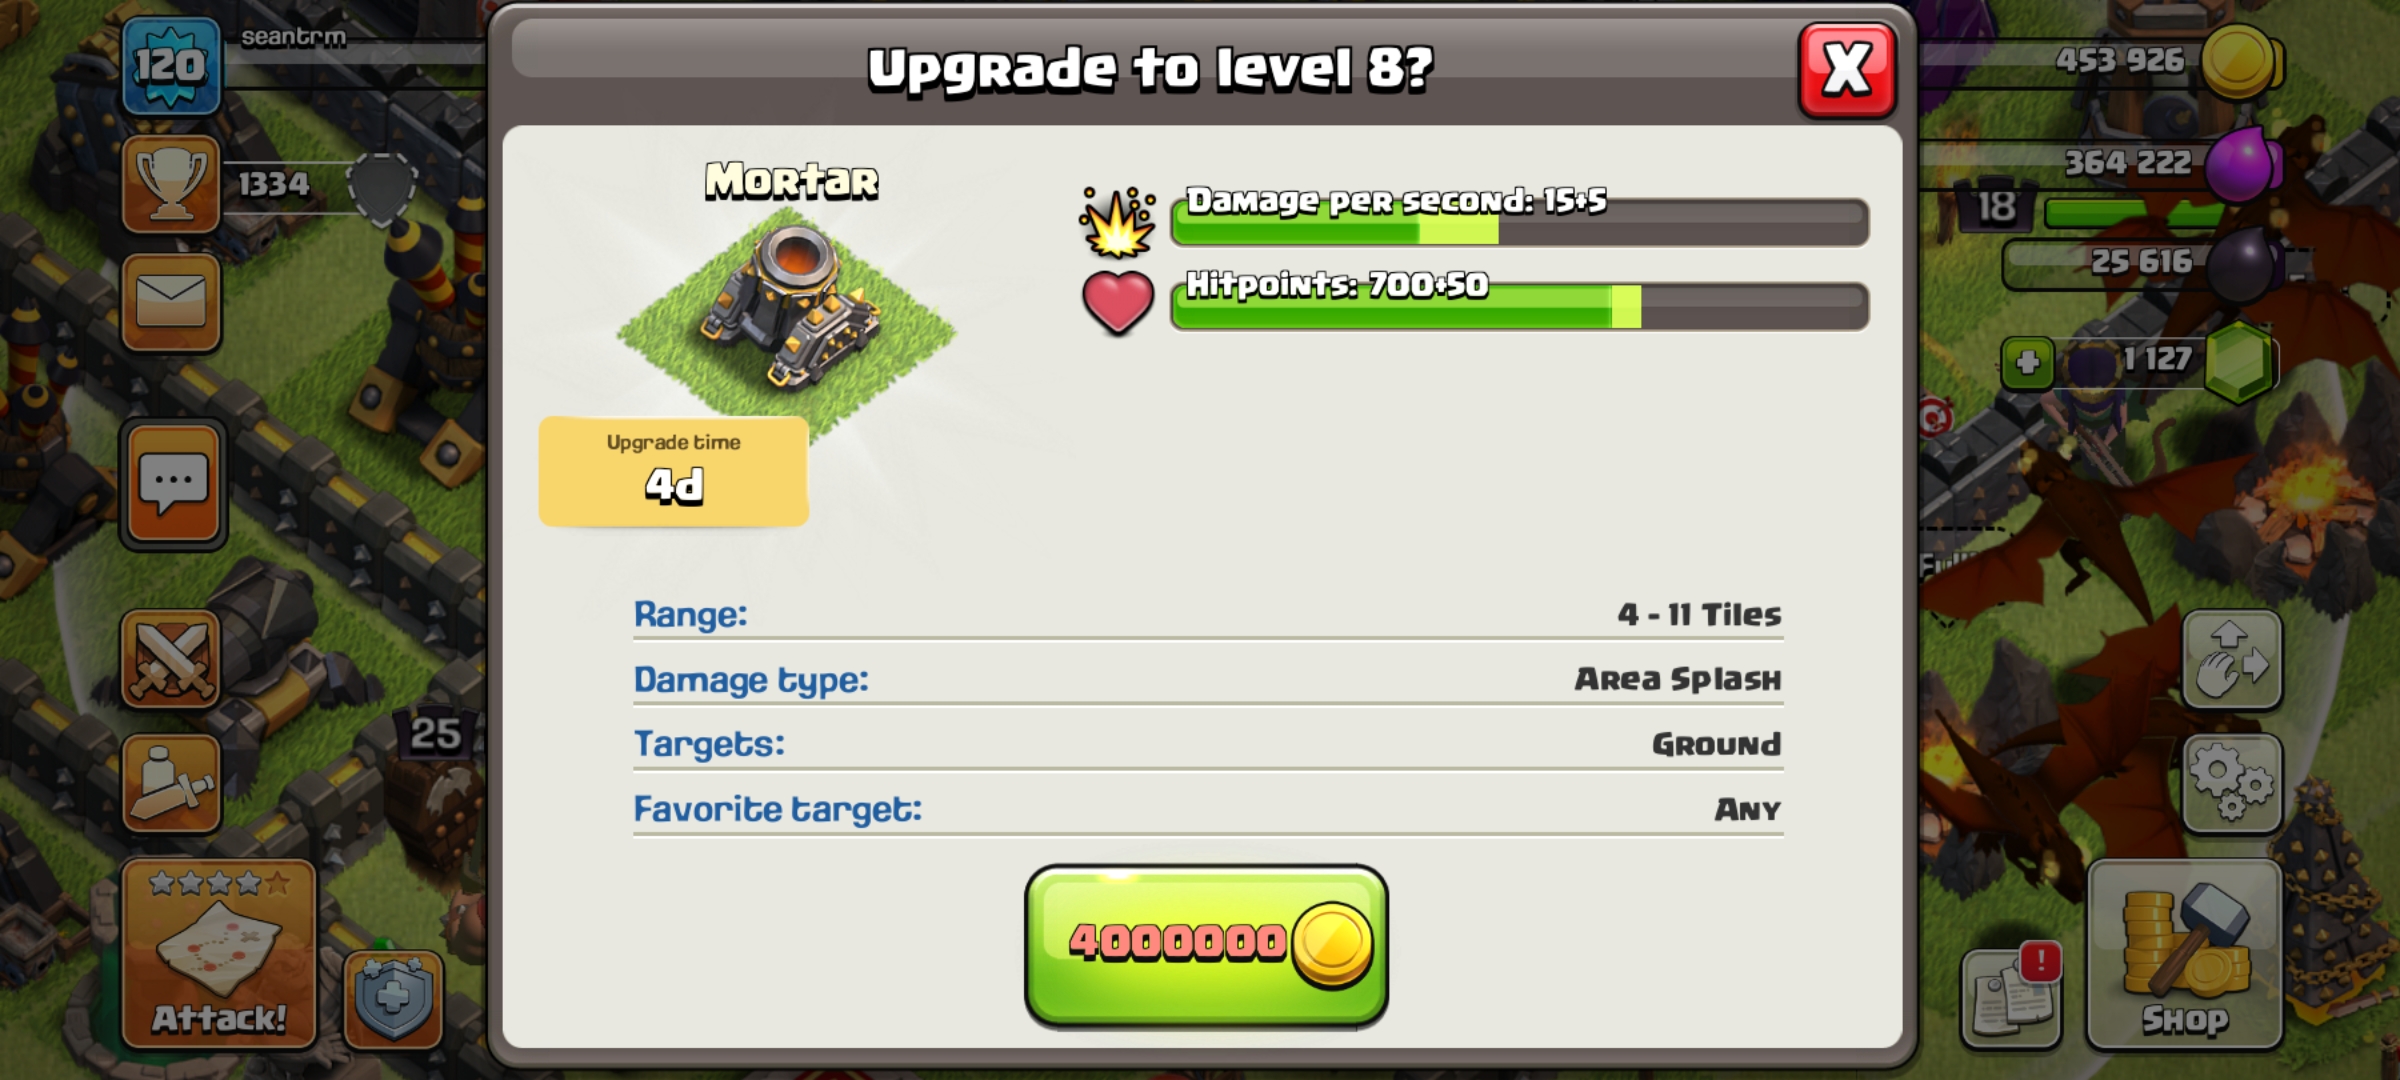 120
seantrm
Upgrade to level 8?
X
453 926
1334
Mortar
Damage per second: 15+5
364 222
18
Hitpoints: 700+50
25 616
1 127
Upgrade time
4d
Range: 4 - 11 Tiles
Damage type: Area Splash
25
Targets: Ground
Favorite target: Any
4000000
!
Attack!
Shop